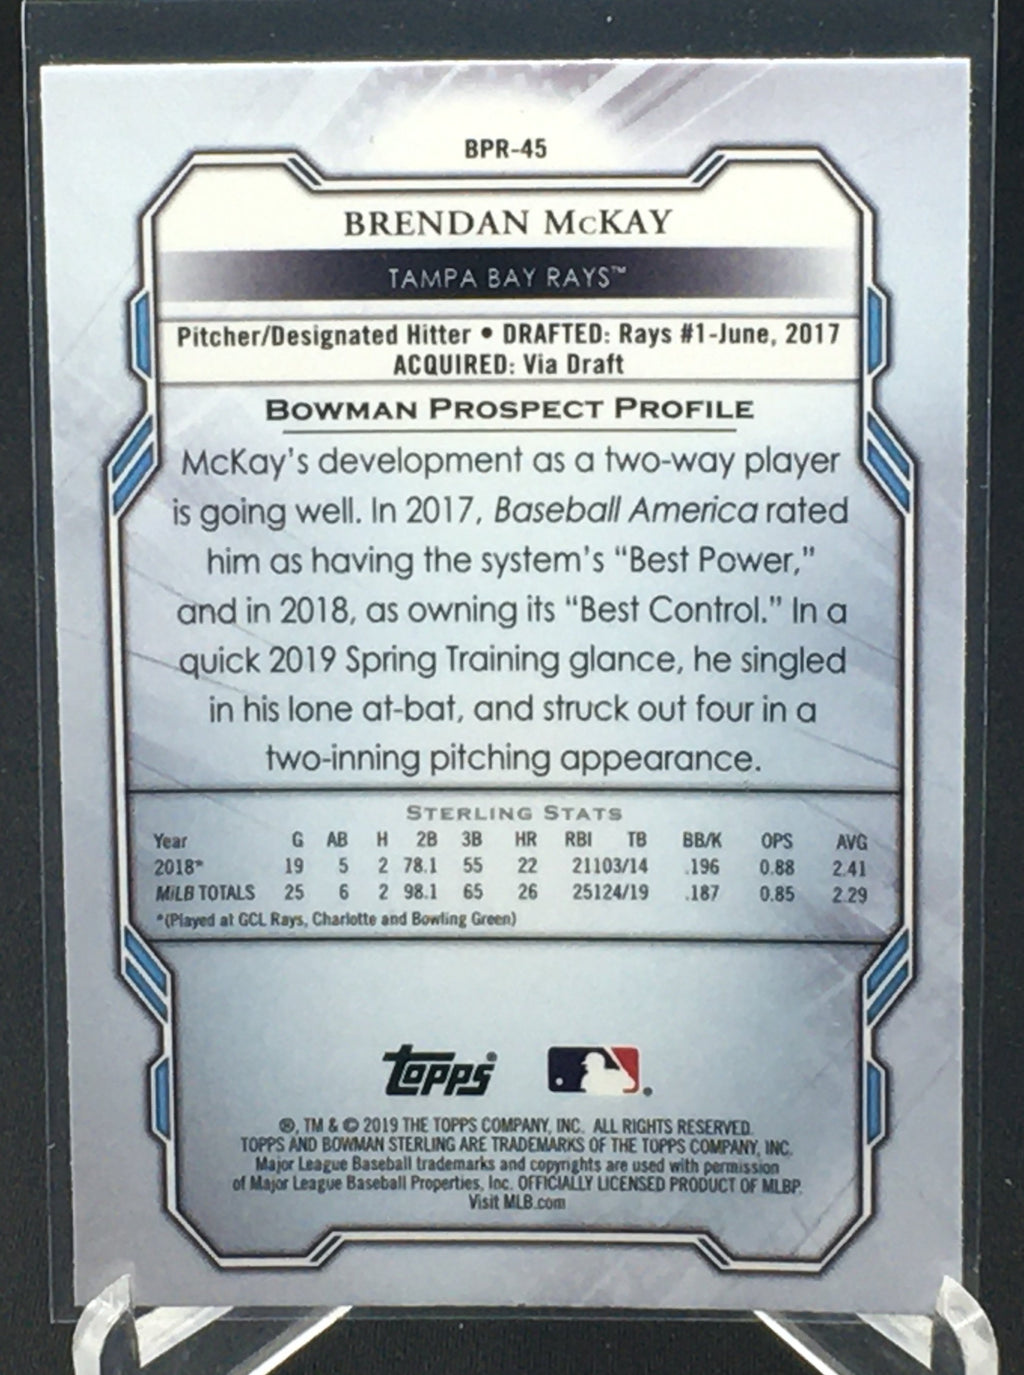 BPR-45
BRENDAN McKAY
TAMPA BAY RAYS™
Pitcher/Designated Hitter • DRAFTED: Rays #1-June, 2017
ACQUIRED: Via Draft
BOWMAN PROSPECT PROFILE
McKay's development as a two-way player
is going well. In 2017, Baseball America rated
him as having the system's “Best Power,”
and in 2018, as owning its “Best Control.” In a
quick 2019 Spring Training glance, he singled
in his lone at-bat, and struck out four in a
two-inning pitching appearance.
STERLING STATS
Year G AB H 2B 3B HR RBI TB BB/K OPS AVG
2018* 19 5 2 78.1 55 22 21103/14 .196 0.88 2.41
MiLB TOTALS 25 6 2 98.1 65 26 25124/19 .187 0.85 2.29
*(Played at GCL Rays, Charlotte and Bowling Green)
topps®
®, TM & © 2019 THE TOPPS COMPANY, INC. ALL RIGHTS RESERVED.
TOPPS AND BOWMAN STERLING ARE TRADEMARKS OF THE TOPPS COMPANY, INC.
Major League Baseball trademarks and copyrights are used with permission
of Major League Baseball Properties, Inc. OFFICIALLY LICENSED PRODUCT OF MLBP.
Visit MLB.com